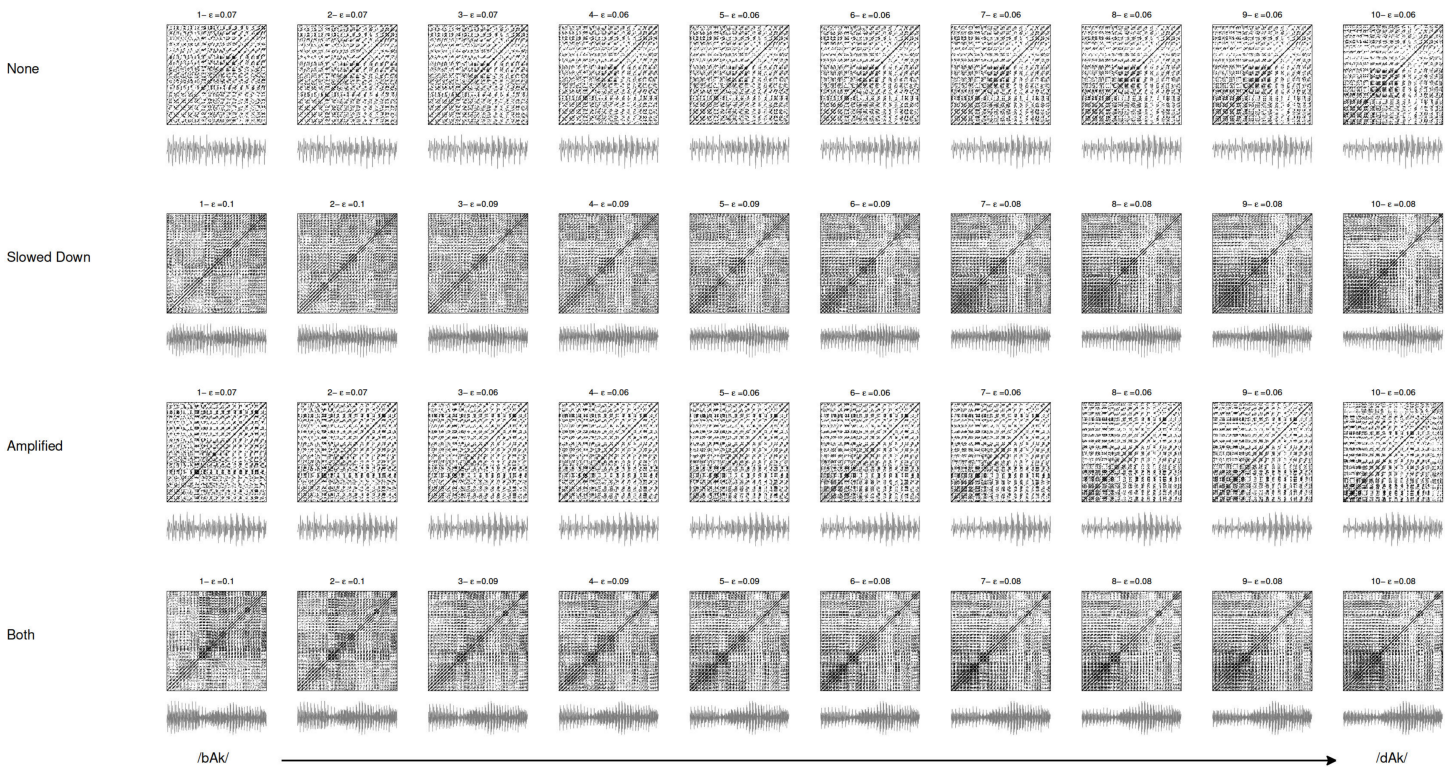 1– ε =0.07 2– ε =0.07 3– ε =0.07 4– ε =0.06 5– ε =0.06 6– ε =0.06 7– ε =0.06 8– ε =0.06 9– ε =0.06 10– ε =0.06
None
1– ε =0.1 2– ε =0.1 3– ε =0.09 4– ε =0.09 5– ε =0.09 6– ε =0.09 7– ε =0.08 8– ε =0.08 9– ε =0.08 10– ε =0.08
Slowed Down
1– ε =0.07 2– ε =0.07 3– ε =0.06 4– ε =0.06 5– ε =0.06 6– ε =0.06 7– ε =0.06 8– ε =0.06 9– ε =0.06 10– ε =0.06
Amplified
1– ε =0.1 2– ε =0.1 3– ε =0.09 4– ε =0.09 5– ε =0.09 6– ε =0.08 7– ε =0.08 8– ε =0.08 9– ε =0.08 10– ε =0.08
Both
/bAk/ /dAk/